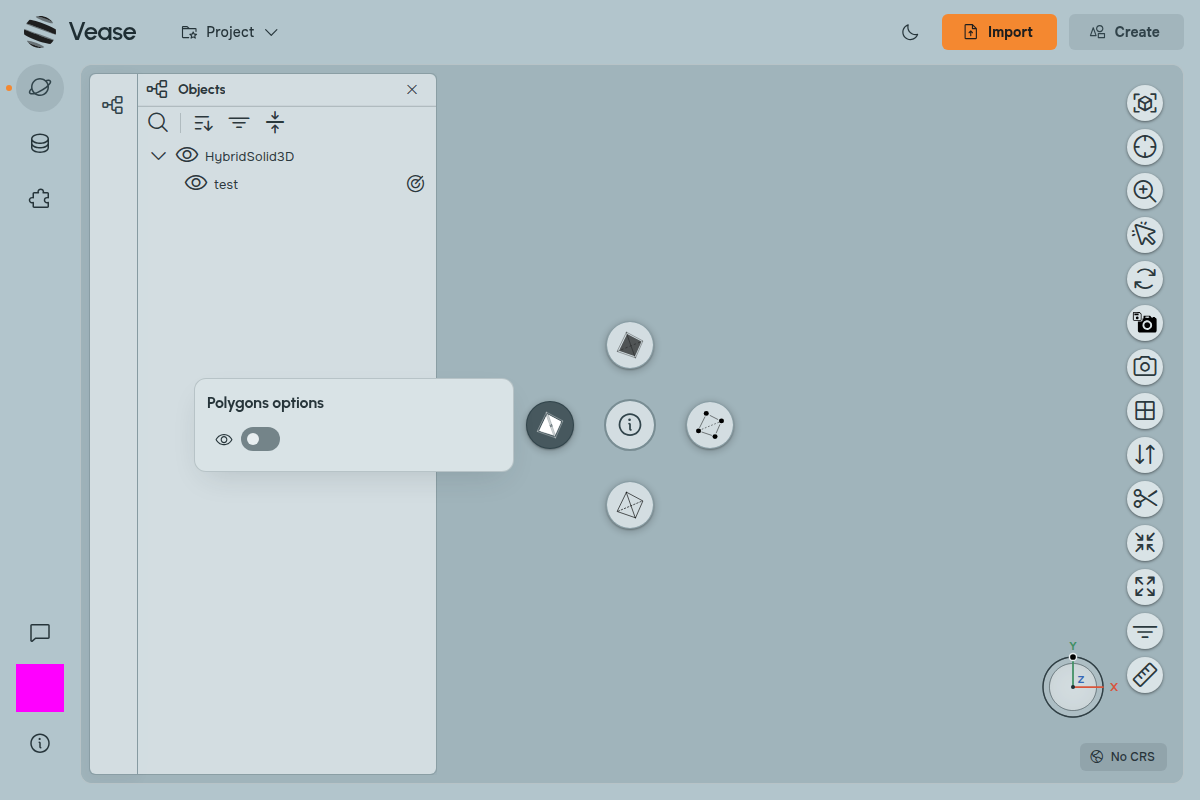 Vease
Project
Import
Create
Objects
HybridSolid3D
test
Polygons options
Y
Z
X
No CRS